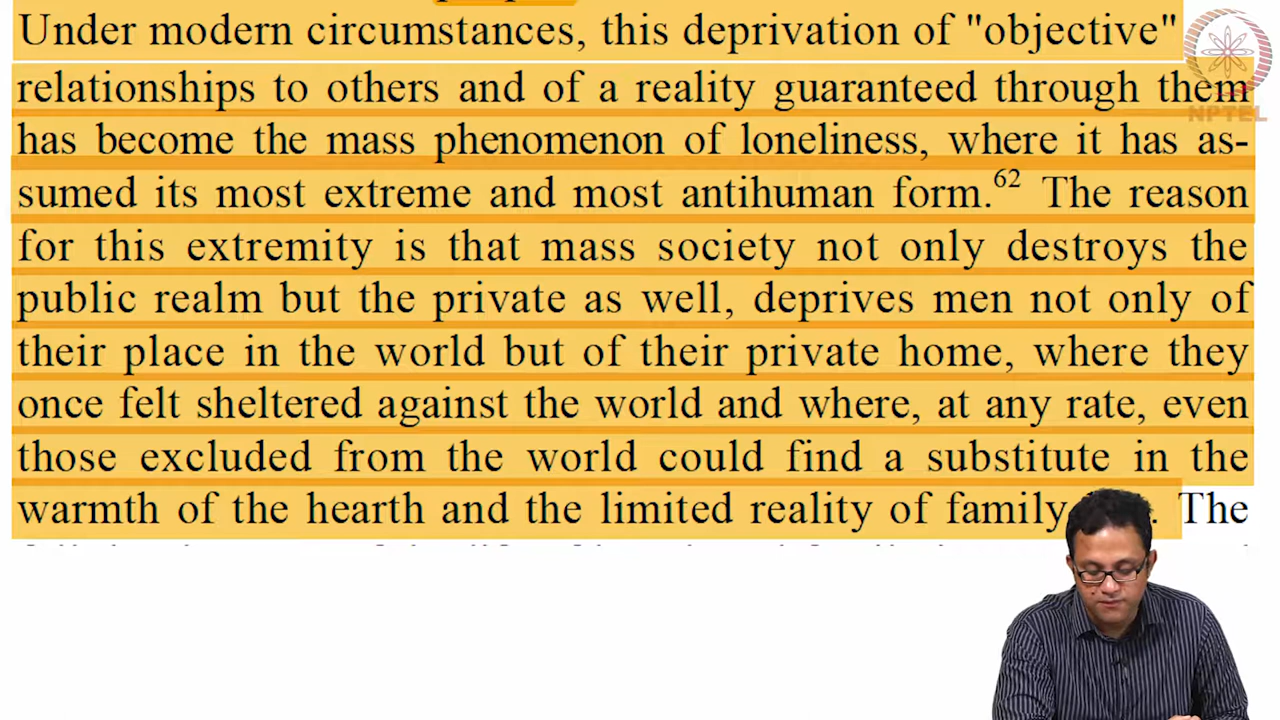 Under modern circumstances, this deprivation of "objective"
relationships to others and of a reality guaranteed through them
has become the mass phenomenon of loneliness, where it has as-
sumed its most extreme and most antihuman form.62 The reason
for this extremity is that mass society not only destroys the
public realm but the private as well, deprives men not only of
their place in the world but of their private home, where they
once felt sheltered against the world and where, at any rate, even
those excluded from the world could find a substitute in the
warmth of the hearth and the limited reality of family The
NPTEL